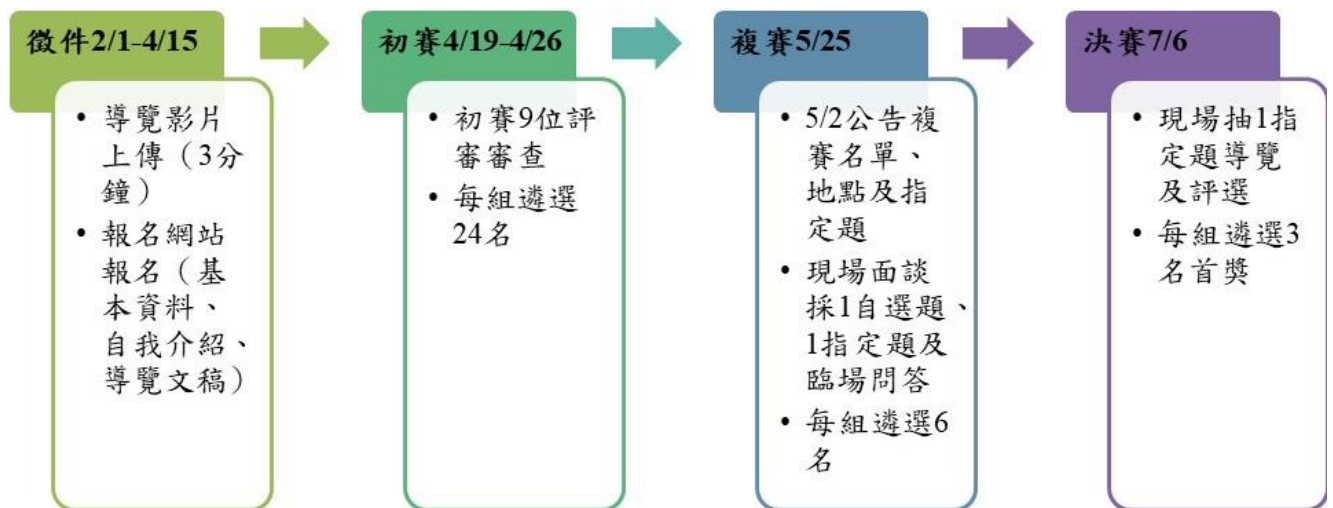 徵件2/1-4/15
• 導覽影片
上傳（3分
鐘）
• 報名網站
報名（基
本資料、
自我介紹、
導覽文稿）
初賽4/19-4/26
• 初賽9位評
審審查
• 每組遴選
24名
複賽5/25
• 5/2公告複
賽名單、
地點及指
定題
• 現場面談
採1自選題、
1指定題及
臨場問答
• 每組遴選6
名
決賽7/6
• 現場抽1指
定題導覽
及評選
• 每組遴選3
名首獎